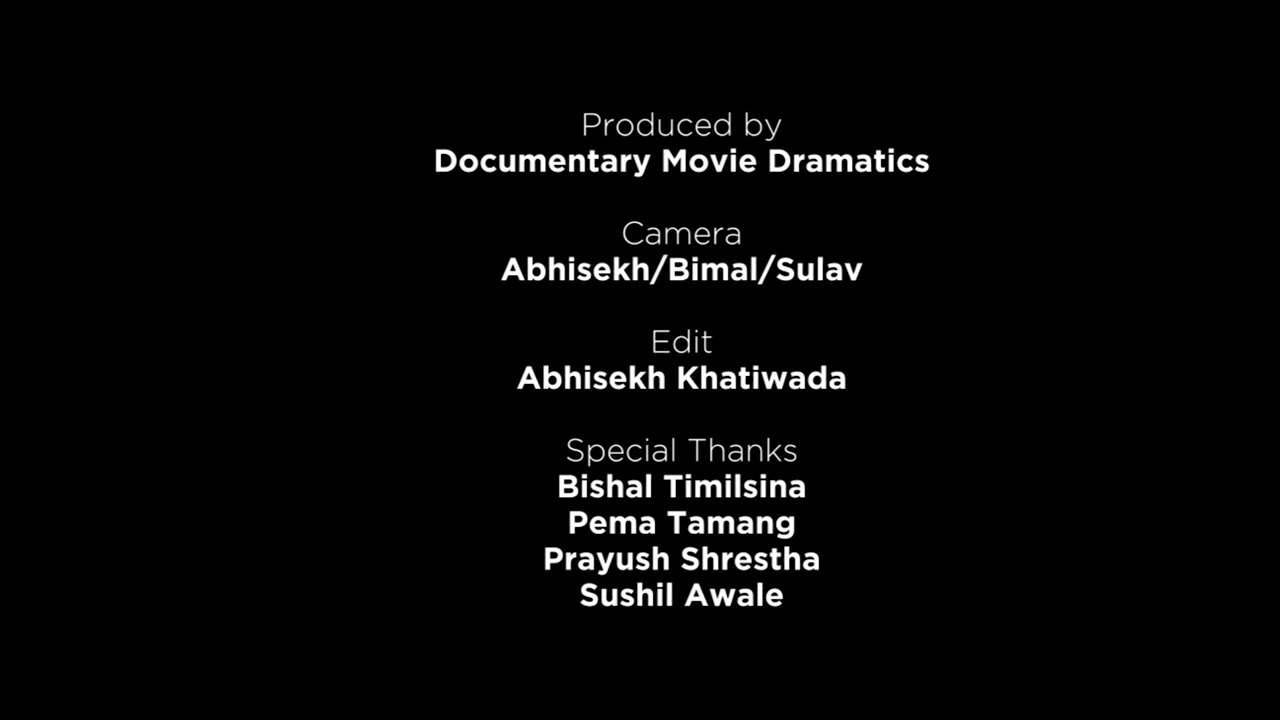 Produced by
Documentary Movie Dramatics
Camera
Abhisekh/Bimal/Sulav
Edit
Abhisekh Khatiwada
Special Thanks
Bishal Timilsina
Pema Tamang
Prayush Shrestha
Sushil Awale